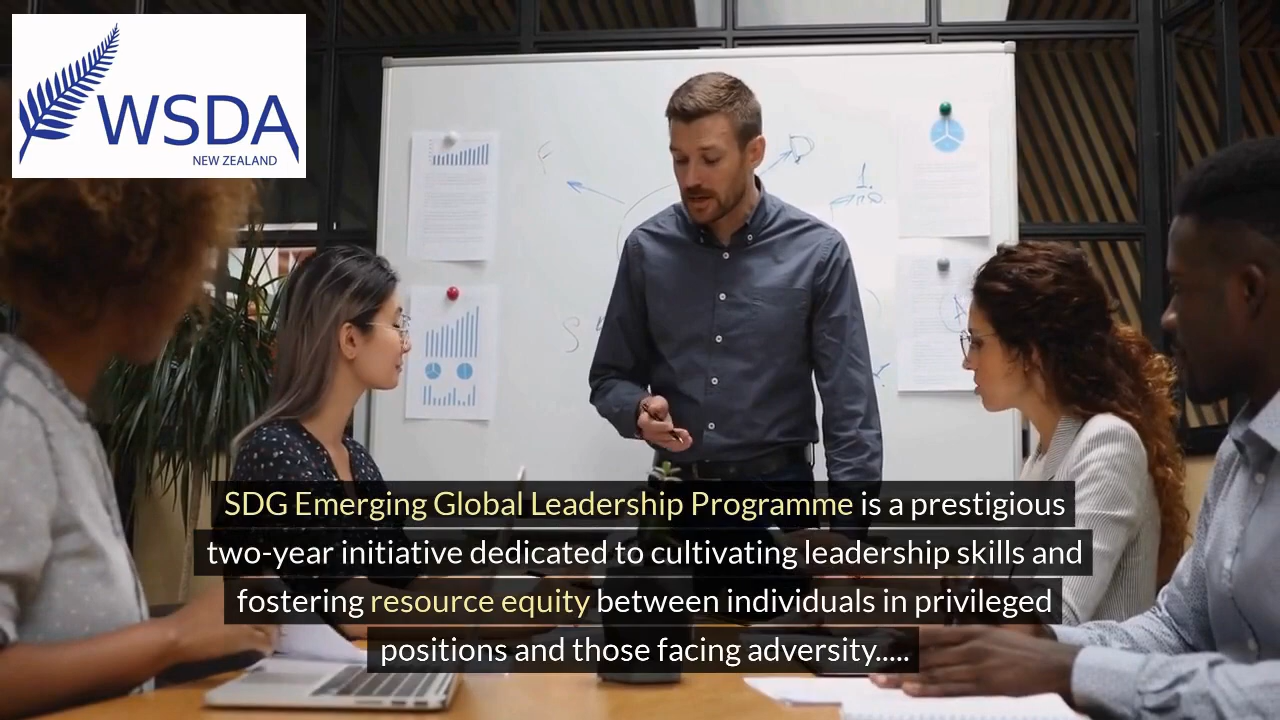 WSDA
NEW ZEALAND
SDG Emerging Global Leadership Programme is a prestigious
two-year initiative dedicated to cultivating leadership skills and
fostering resource equity between individuals in privileged
positions and those facing adversity.....